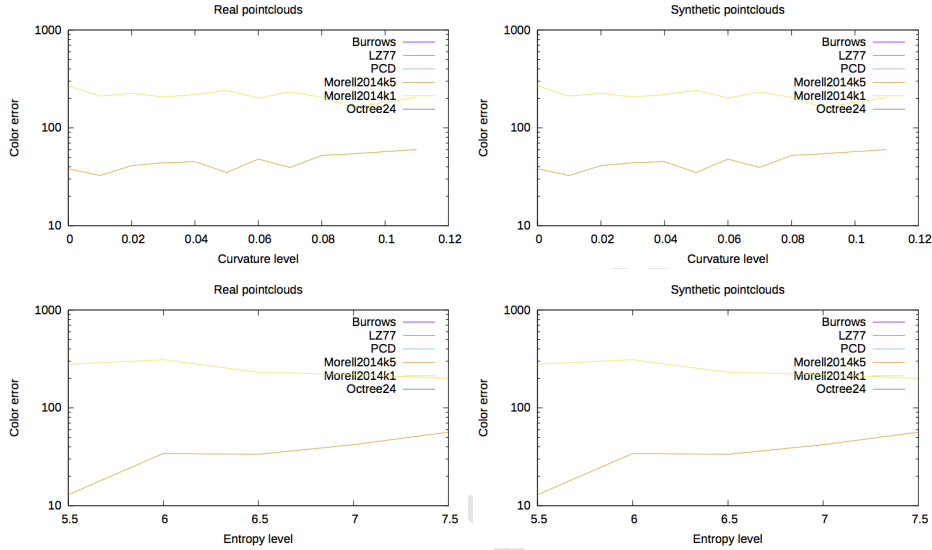 Real pointclouds
1000
100
10
Color error
Burrows
LZ77
PCD
Morell2014k5
Morell2014k1
Octree24
0 0.02 0.04 0.06 0.08 0.1 0.12
Curvature level
Synthetic pointclouds
1000
100
10
Color error
Burrows
LZ77
PCD
Morell2014k5
Morell2014k1
Octree24
0 0.02 0.04 0.06 0.08 0.1 0.12
Curvature level
Real pointclouds
1000
100
10
Color error
Burrows
LZ77
PCD
Morell2014k5
Morell2014k1
Octree24
5.5 6 6.5 7 7.5
Entropy level
Synthetic pointclouds
1000
100
10
Color error
Burrows
LZ77
PCD
Morell2014k5
Morell2014k1
Octree24
5.5 6 6.5 7 7.5
Entropy level